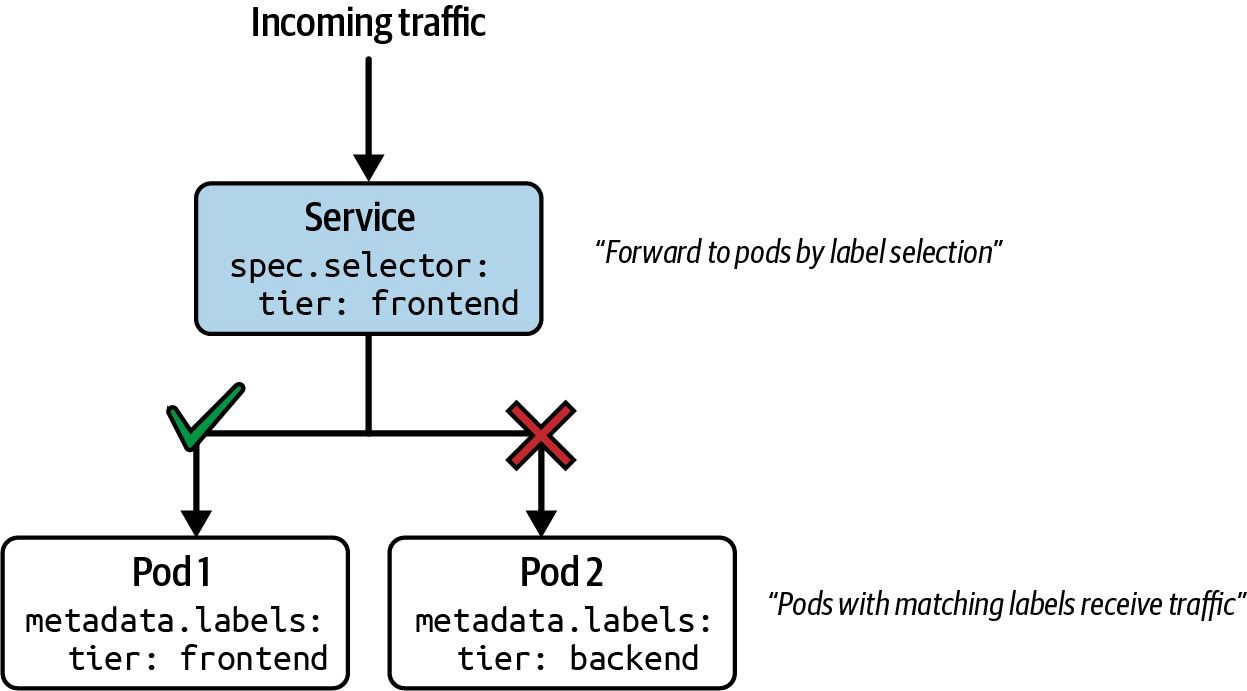 Incoming traffic
Service
spec.selector:
tier: frontend
“Forward to pods by label selection”
Pod 1
metadata.labels:
tier: frontend
Pod 2
metadata.labels:
tier: backend
“Pods with matching labels receive traffic”